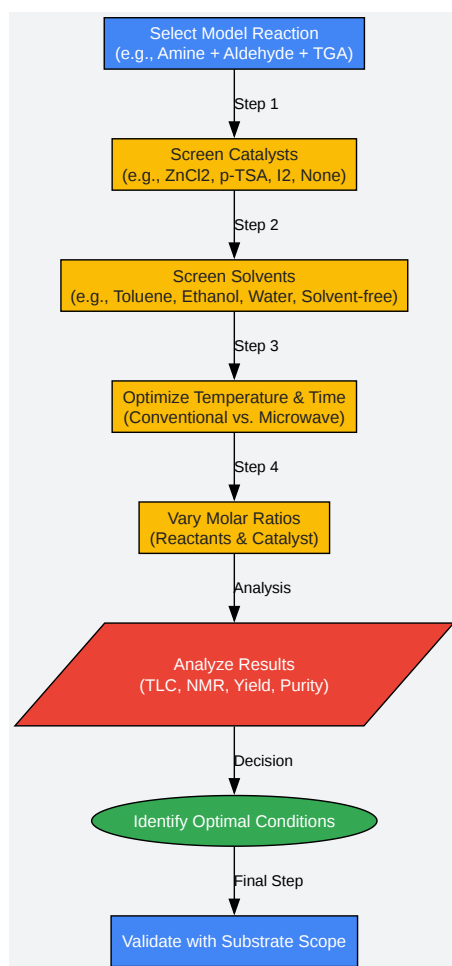 Select Model Reaction
(e.g., Amine + Aldehyde + TGA)
Step 1
Screen Catalysts
(e.g., ZnCl2, p-TSA, I2, None)
Step 2
Screen Solvents
(e.g., Toluene, Ethanol, Water, Solvent-free)
Step 3
Optimize Temperature & Time
(Conventional vs. Microwave)
Step 4
Vary Molar Ratios
(Reactants & Catalyst)
Analysis
Analyze Results
(TLC, NMR, Yield, Purity)
Decision
Identify Optimal Conditions
Final Step
Validate with Substrate Scope